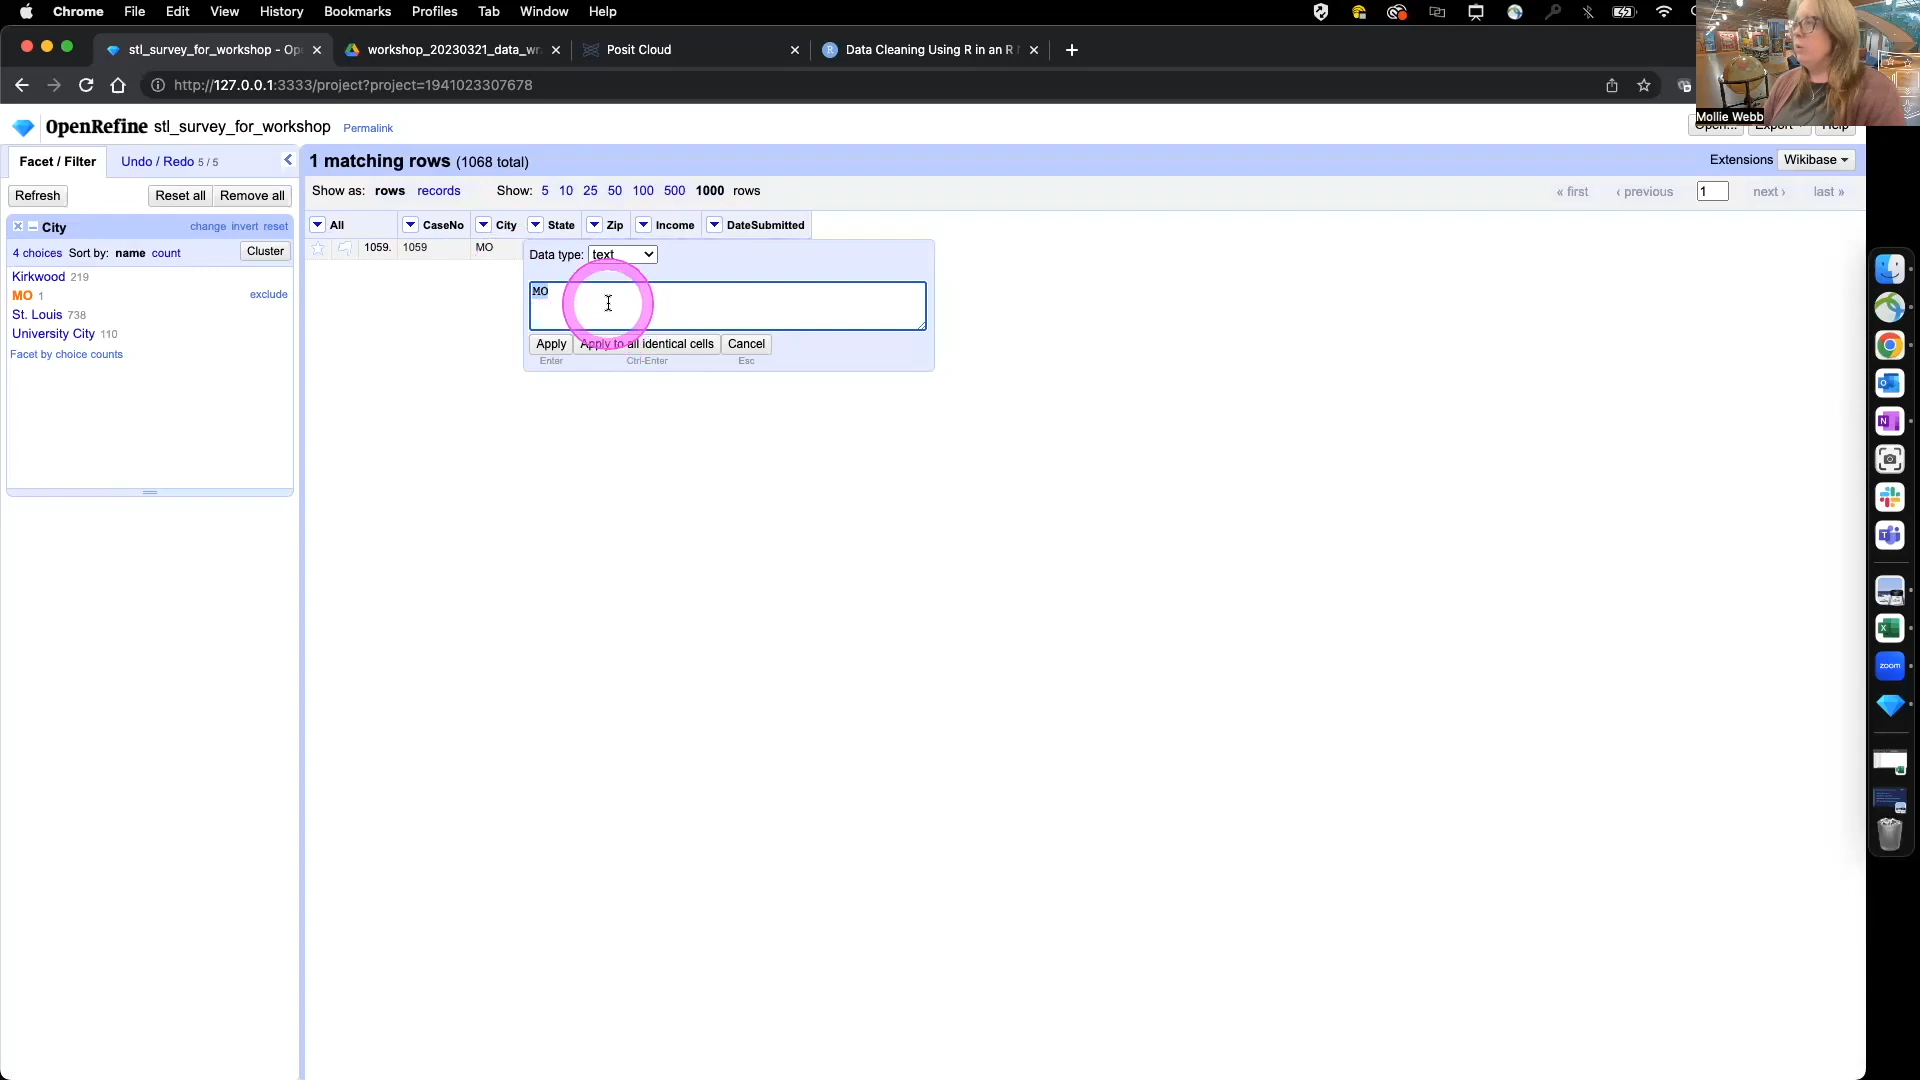 Chrome File Edit View History Bookmarks Profiles Tab Window Help
stl_survey_for_workshop - Ope
workshop_20230321_data_wr
Posit Cloud
Data Cleaning Using R in an R
http://127.0.0.1:3333/project?project=1941023307678
Mollie Webb
OpenRefine stl_survey_for_workshop Permalink
Open... Export Help
Facet / Filter
Undo / Redo 5 / 5
1 matching rows (1068 total)
Extensions Wikibase
Refresh
Reset all
Remove all
Show as: rows records Show: 5 10 25 50 100 500 1000 rows
« first ‹ previous 1 next › last »
City
change invert reset
4 choices Sort by: name count
Cluster
Kirkwood 219
MO 1
exclude
St. Louis 738
University City 110
Facet by choice counts
All CaseNo City State Zip Income DateSubmitted
1059. 1059 MO
Data type: text
MO
Apply
Apply to all identical cells
Cancel
Enter
Ctrl-Enter
Esc
zoom